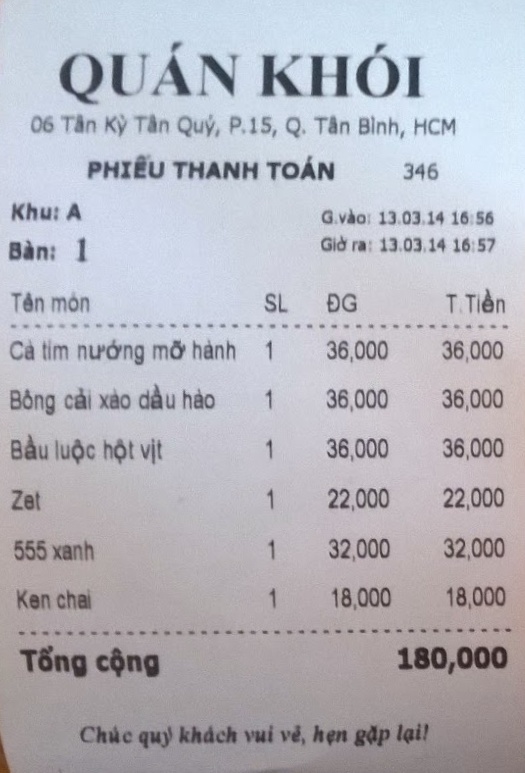 QUÁN KHÓI
06 Tân Kỳ Tân Quý, P.15, Q. Tân Bình, HCM
PHIẾU THANH TOÁN 346
Khu: A G.vào: 13.03.14 16:56
Bàn: 1 Giờ ra: 13.03.14 16:57
Tên món SL ĐG T.Tiền
Cà tím nướng mỡ hành 1 36,000 36,000
Bông cải xào dầu hào 1 36,000 36,000
Bầu luộc hột vịt 1 36,000 36,000
Zet 1 22,000 22,000
555 xanh 1 32,000 32,000
Ken chai 1 18,000 18,000
Tổng cộng 180,000
Chúc quý khách vui vẻ, hẹn gặp lại!